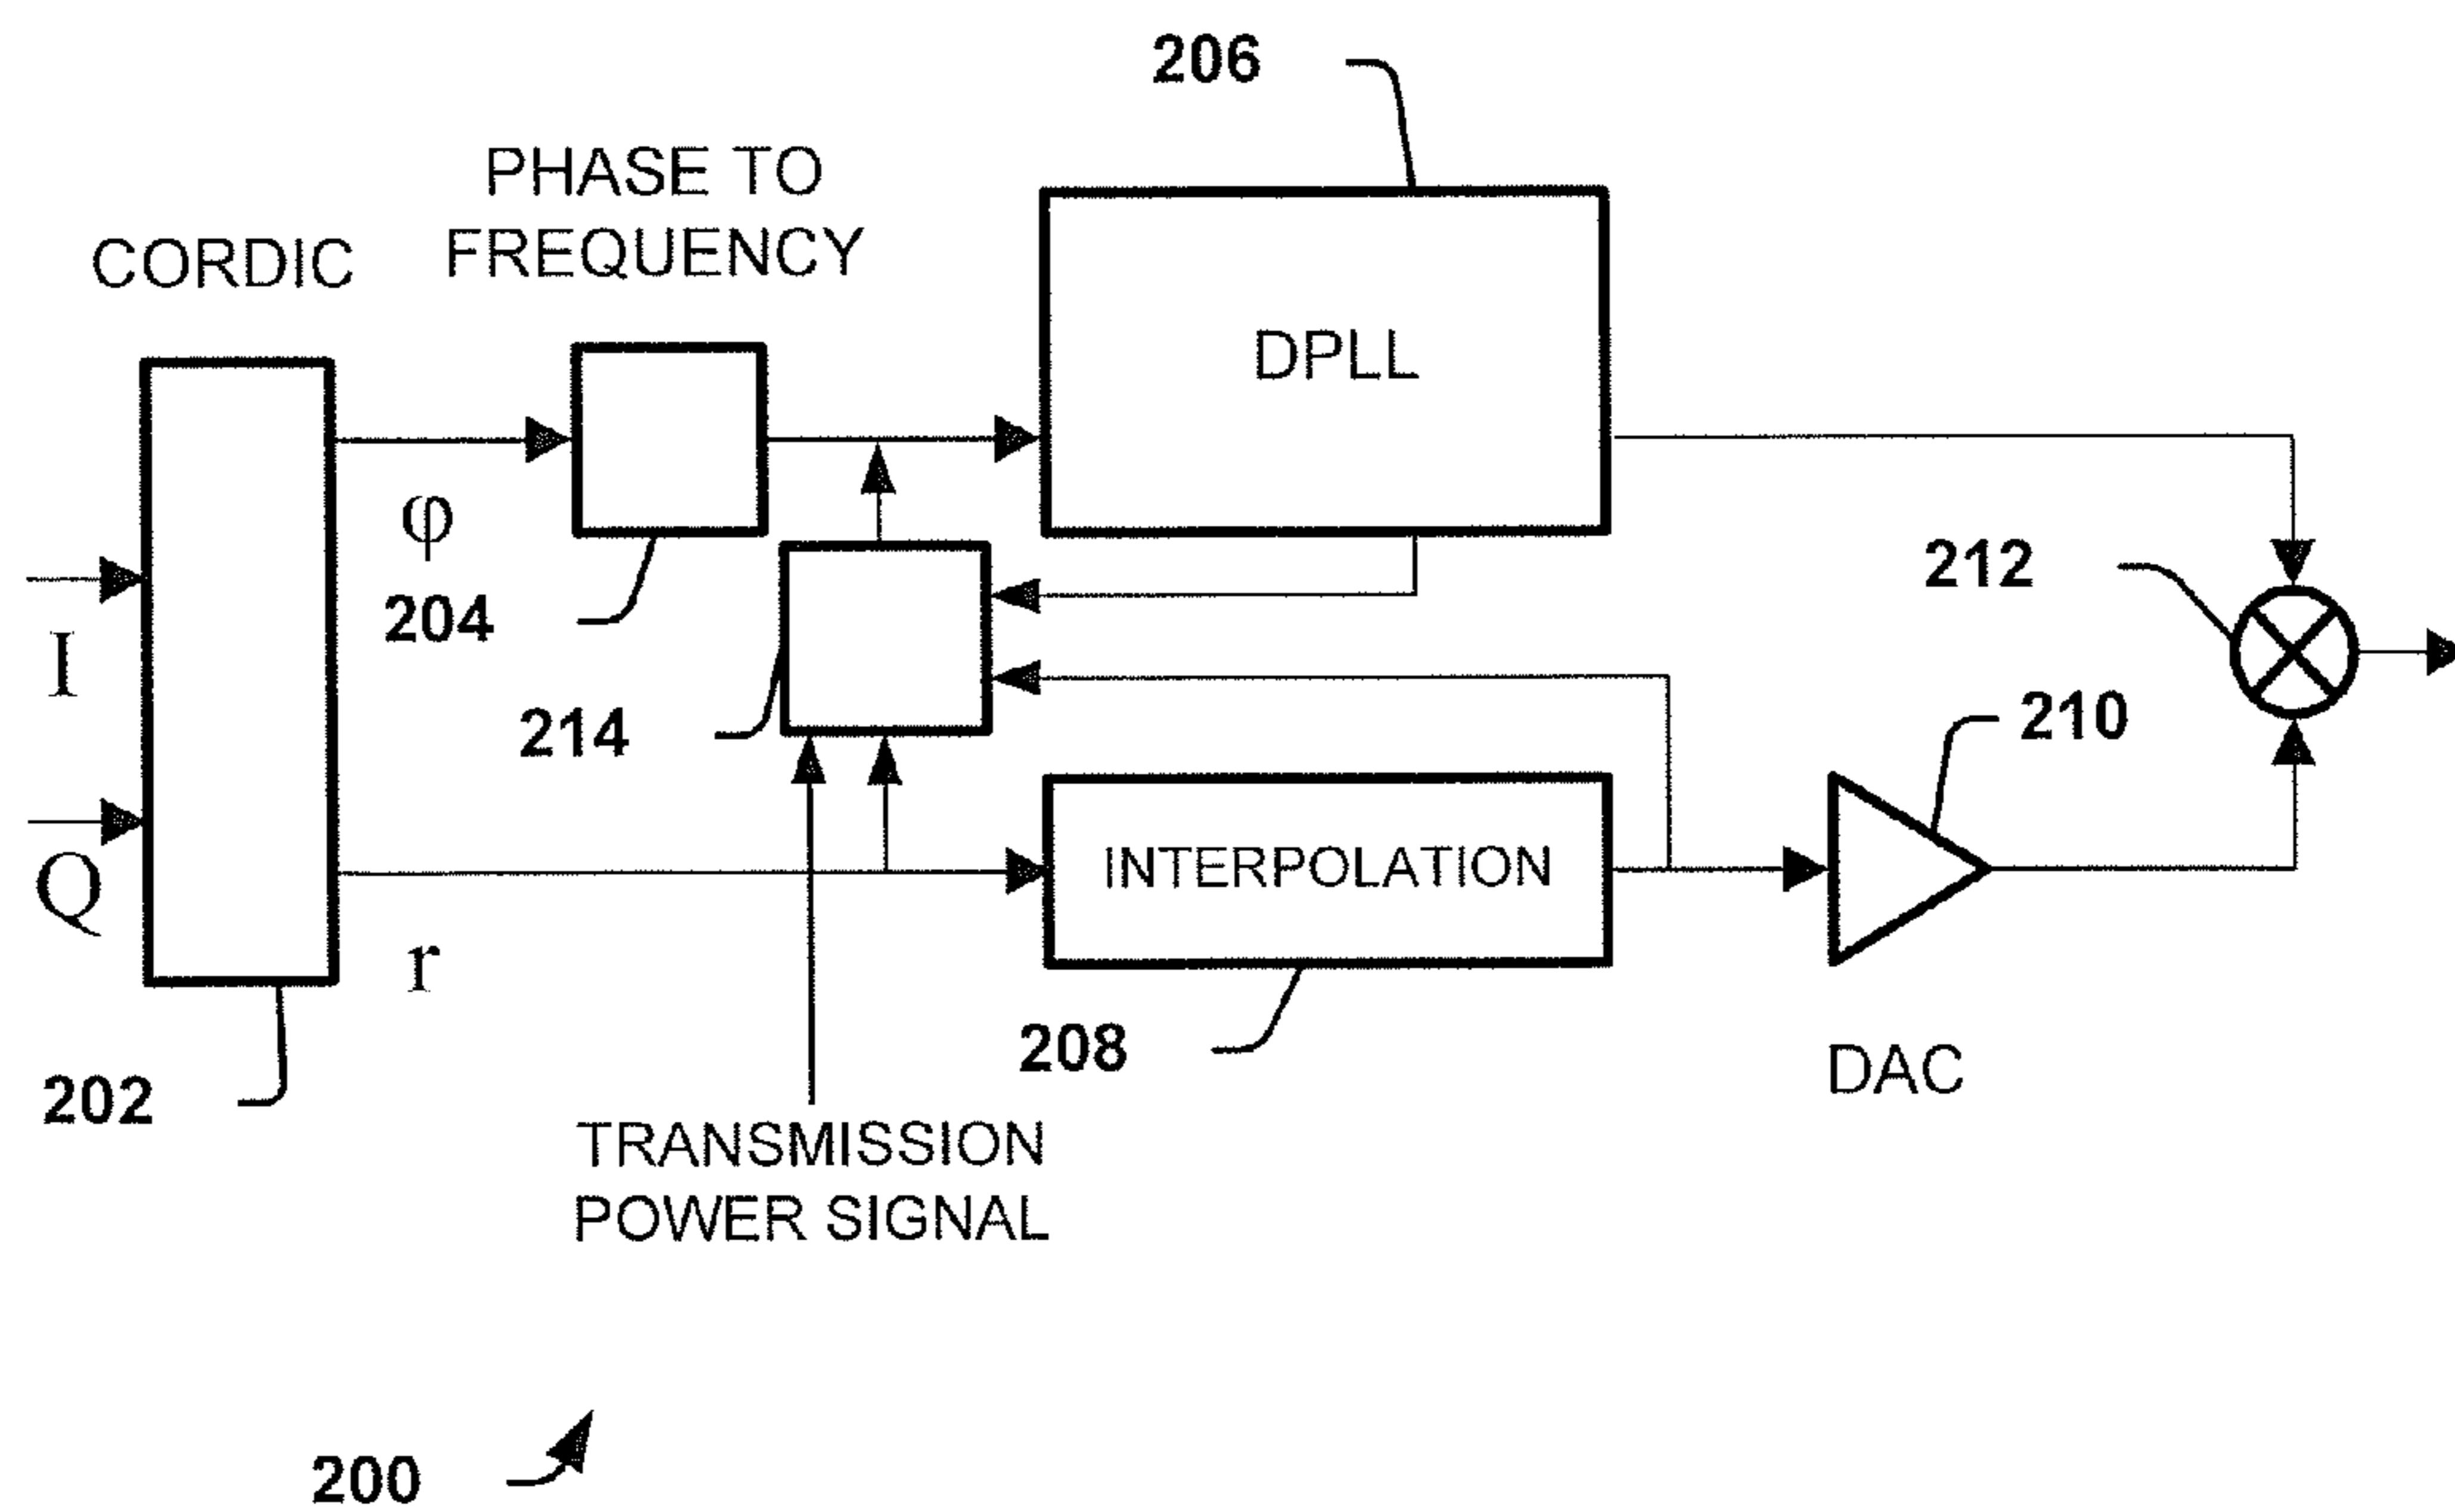 206
PHASE TO
FREQUENCY
CORDIC
DPLL
φ
204
212
I
214
210
Q
INTERPOLATION
r
208
DAC
202
TRANSMISSION
POWER SIGNAL
200